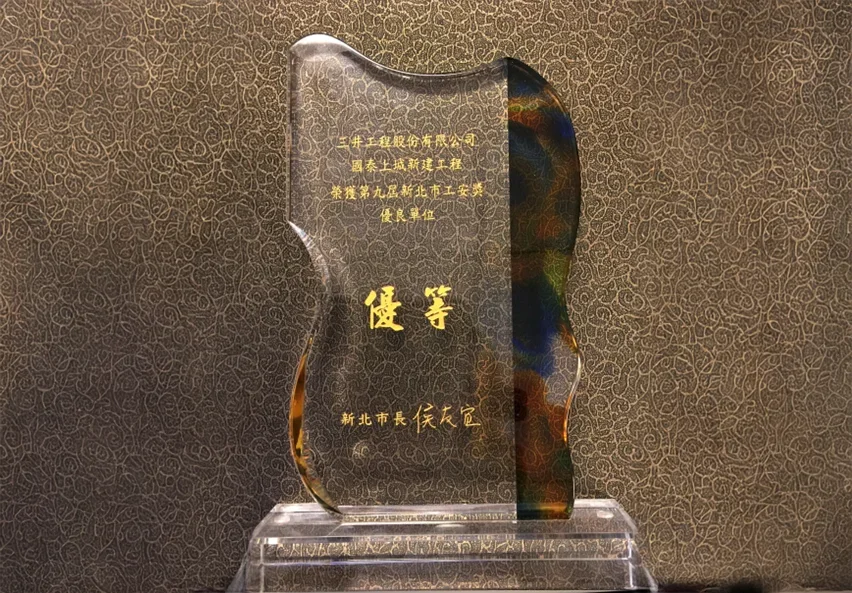 三井工程股份有限公司
國泰上城新建工程
榮獲第九屆新北市工安獎
優良單位
優等
新北市長 侯友宜